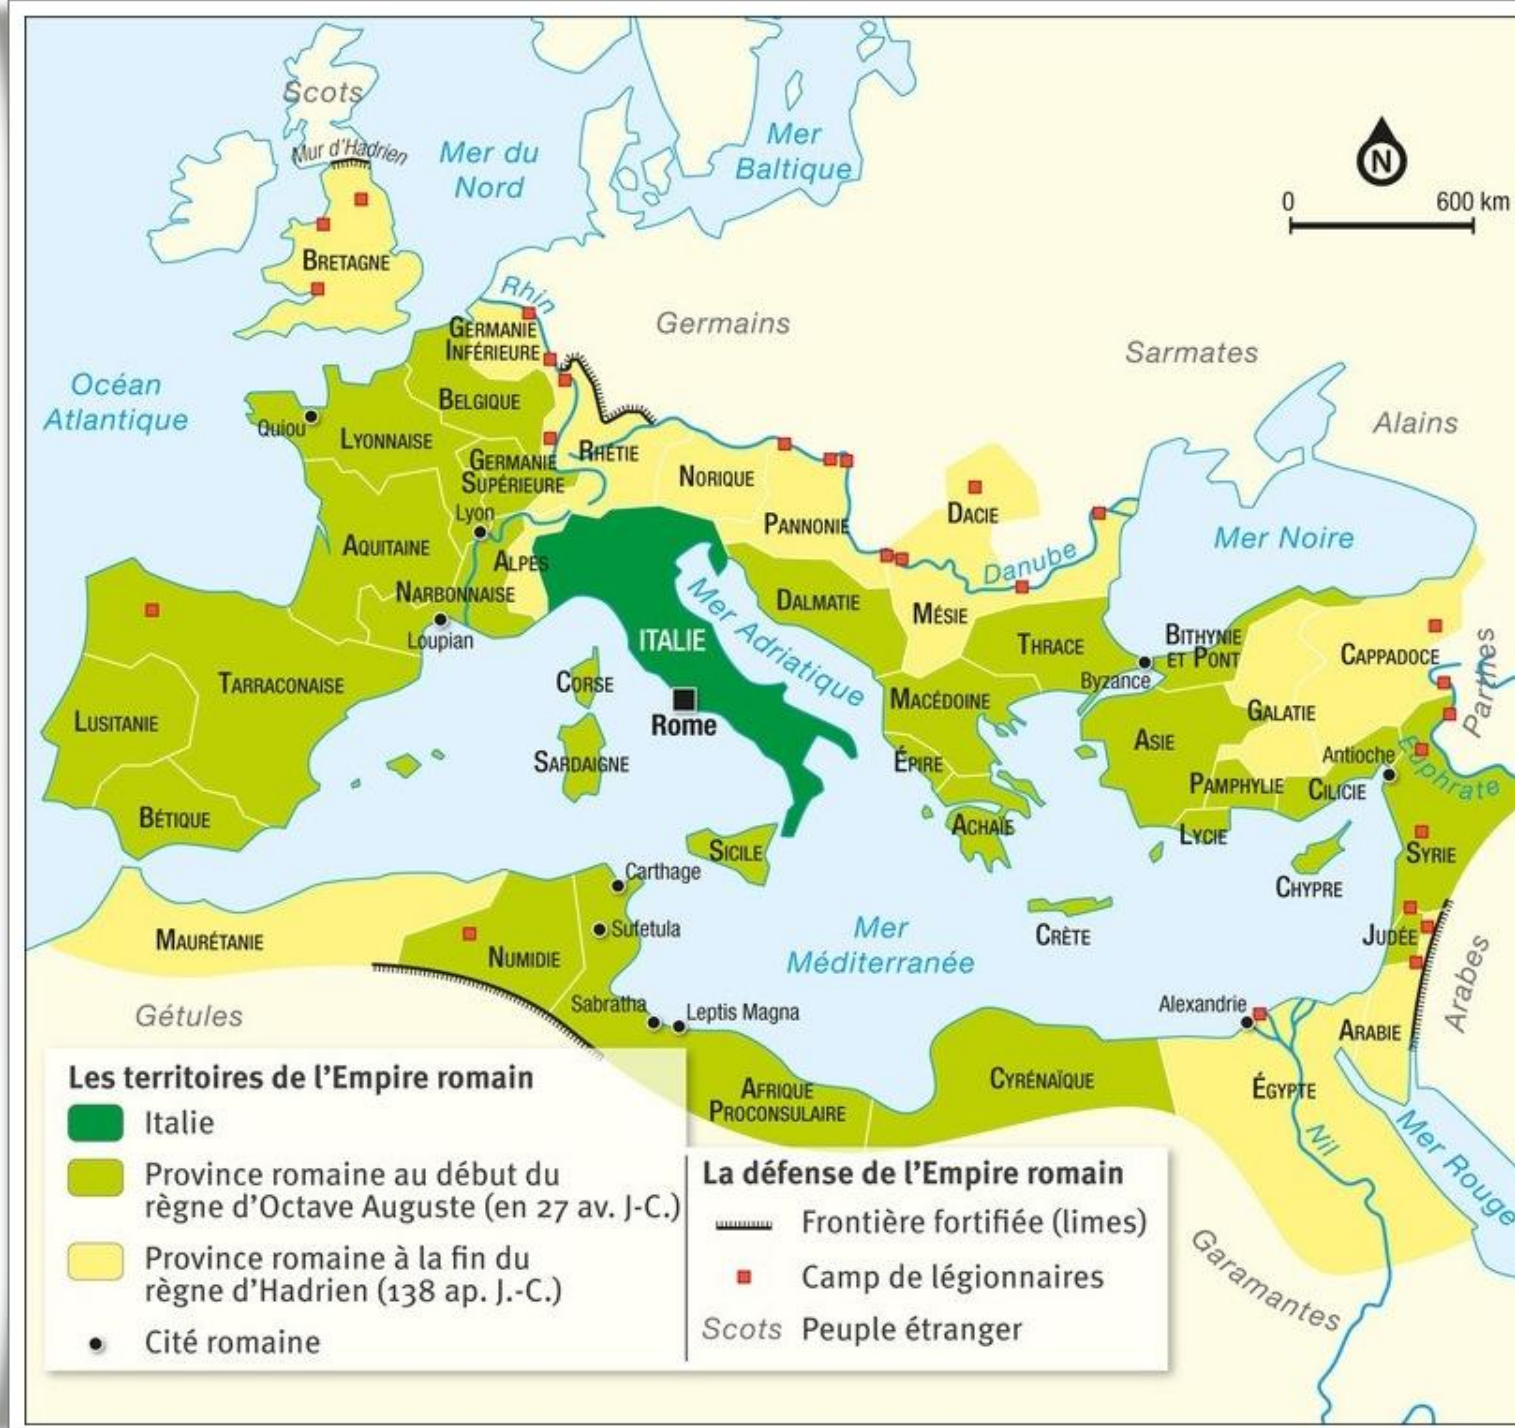 Scots
Mur d'Hadrien
Mer du
Nord
Mer
Baltique
N
0 600 km
BRETAGNE
Rhin
GERMANIE
INFÉRIEURE
Germains
Sarmates
Océan
Atlantique
BELGIQUE
Alains
Quiou
LYONNAISE
RHÉTIE
GERMANIE
SUPÉRIEURE
NORIQUE
Lyon
PANNONIE
DACIE
Mer Noire
AQUITAINE
ALPES
Danube
NARBONNAISE
DALMATIE
MÉSIE
Loupian
ITALIE
Mer Adriatique
THRACE
BITHYNIE
ET PONT
CAPPADOCE
Parthes
TARRACONAISE
CORSE
Byzance
LUSITANIE
Rome
MACÉDOINE
GALATIE
ASIE
SARDAIGNE
ÉPIRE
Antioche
Euphrate
PAMPHYLIE
CILICIE
BÉTIQUE
ACHAÏE
LYCIE
SICILE
SYRIE
Carthage
CHYPRE
Sufetula
MAURÉTANIE
NUMIDIE
Mer
Méditerranée
CRÈTE
JUDÉE
Arabes
Gétules
Sabratha
Leptis Magna
Alexandrie
ARABIE
AFRIQUE
PROCONSULAIRE
CYRÉNAÏQUE
ÉGYPTE
Nil
Mer Rouge
Garamantes
Les territoires de l'Empire romain
Italie
Province romaine au début du
règne d'Octave Auguste (en 27 av. J-C.)
Province romaine à la fin du
règne d'Hadrien (138 ap. J.-C.)
Cité romaine
La défense de l'Empire romain
Frontière fortifiée (limes)
Camp de légionnaires
Scots Peuple étranger